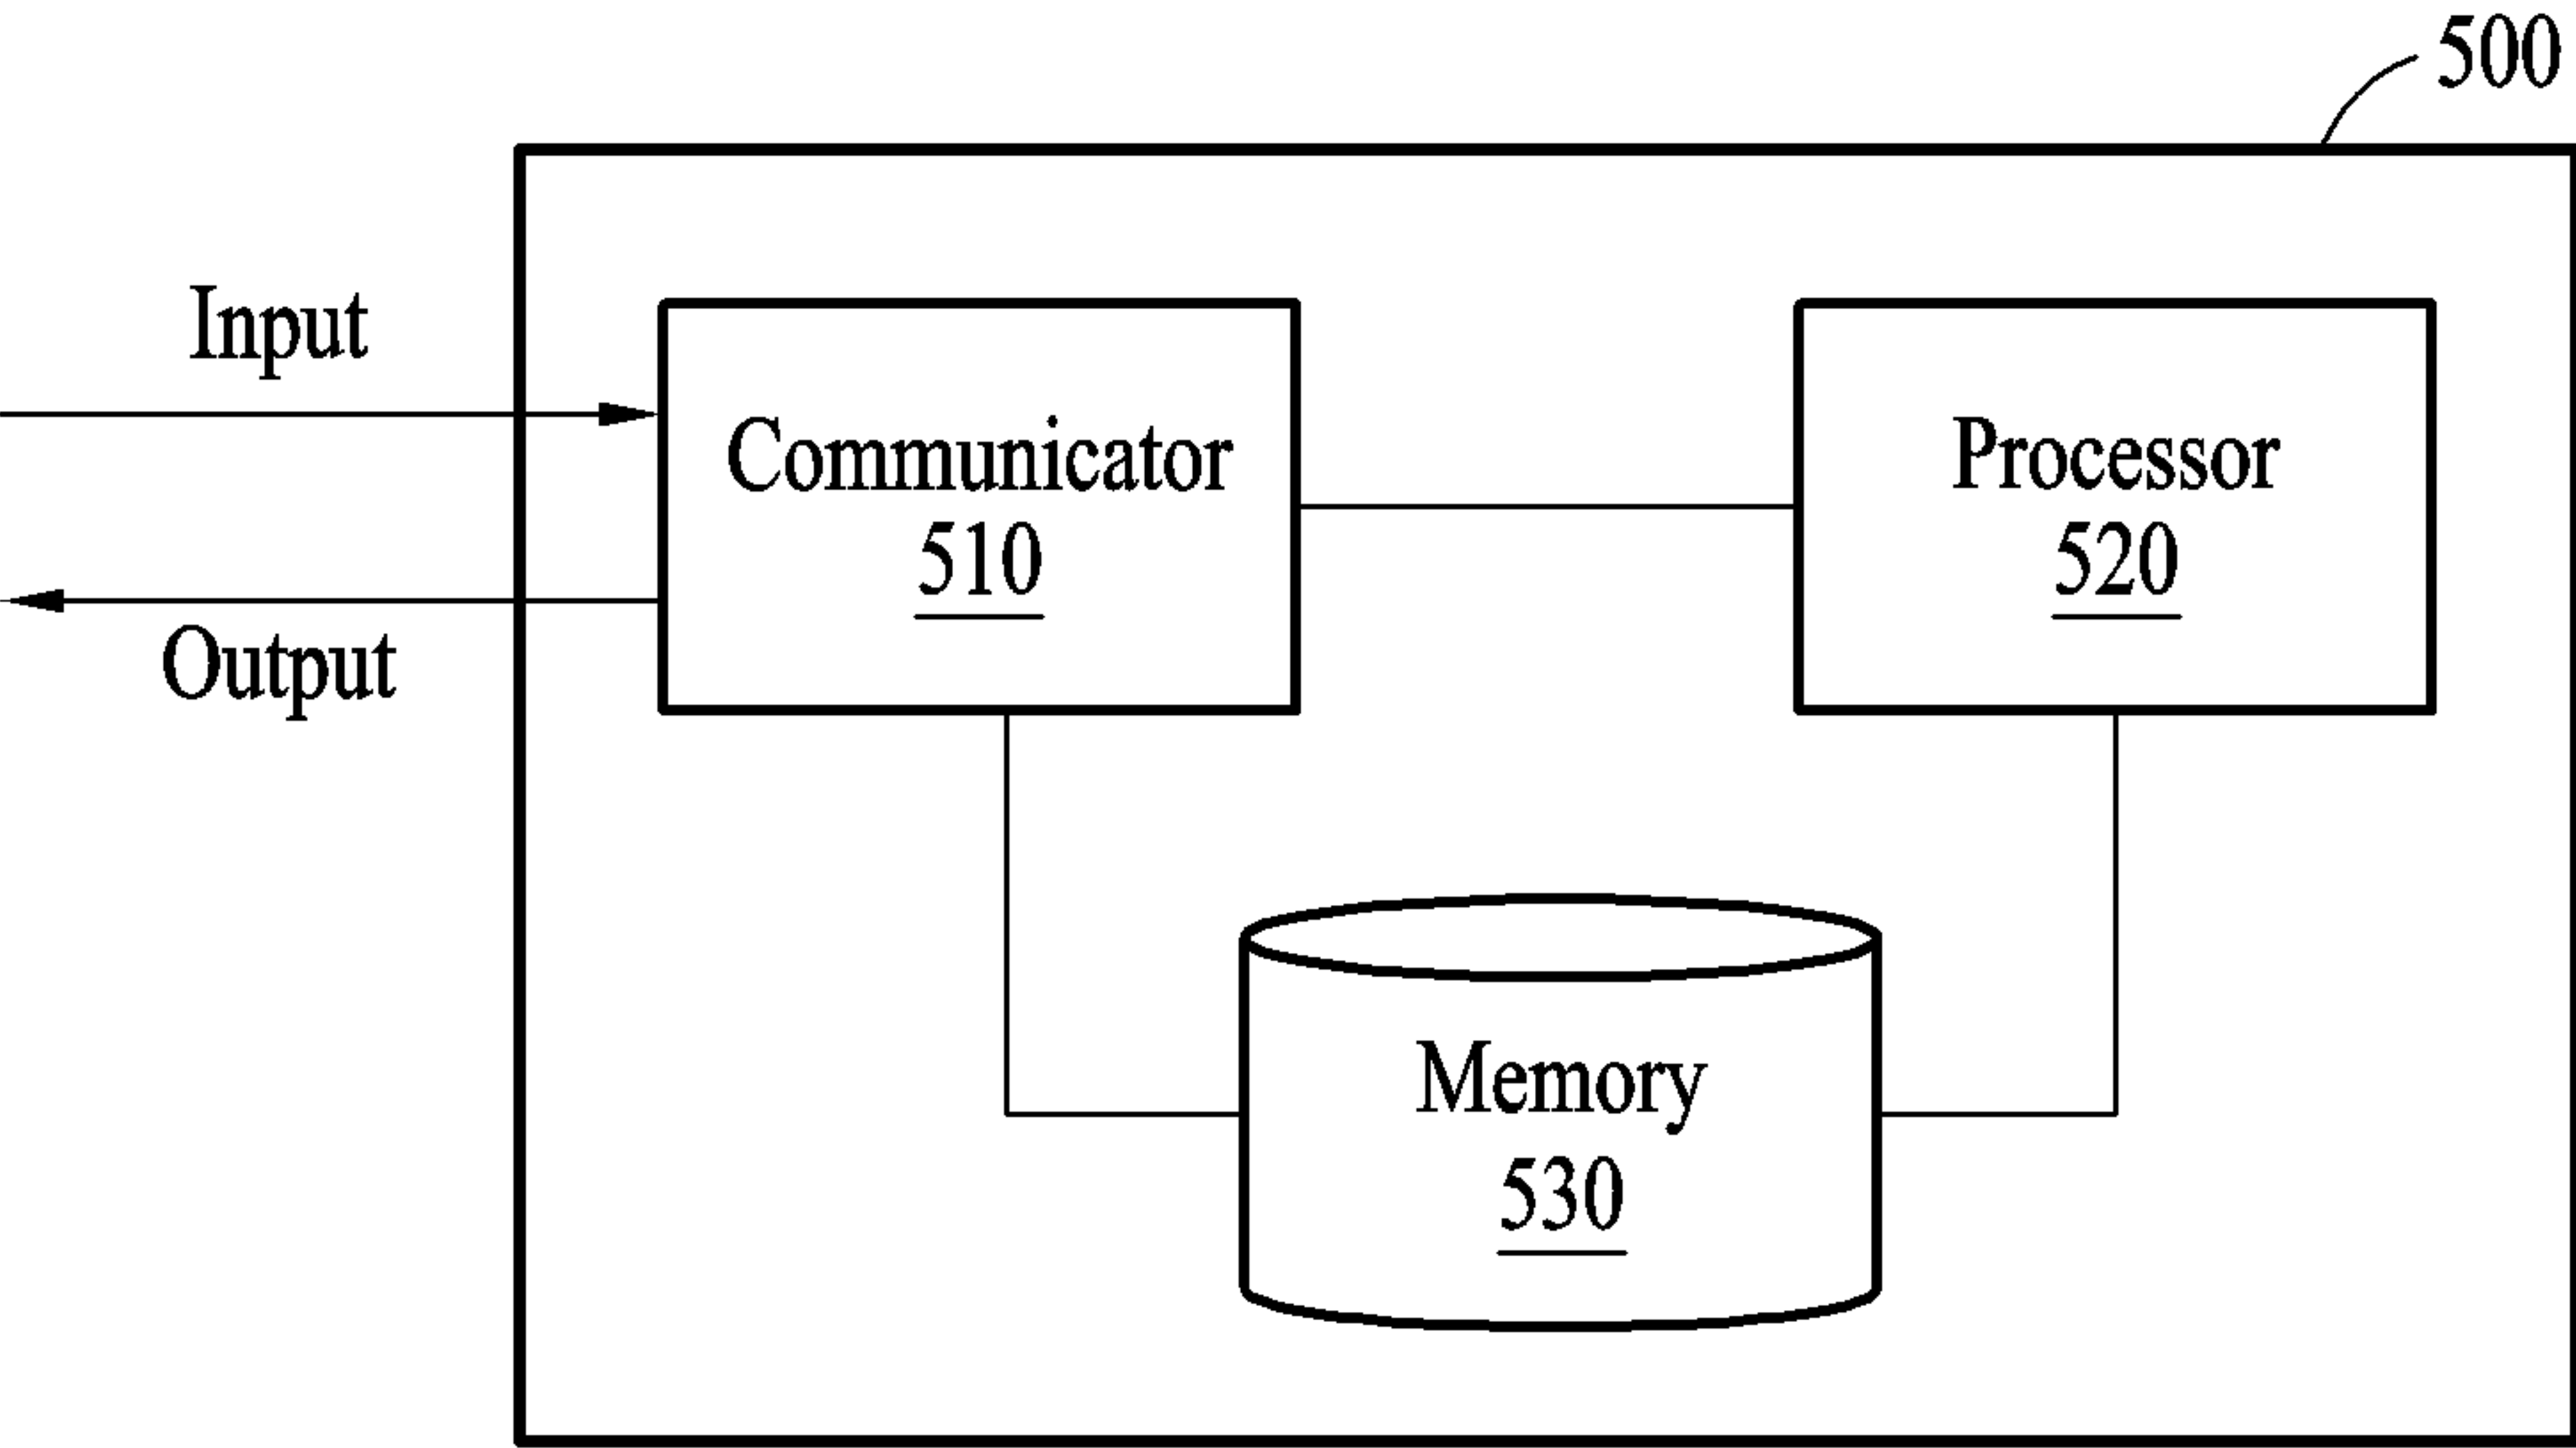 500
Input
Output
Communicator
510
Processor
520
Memory
530